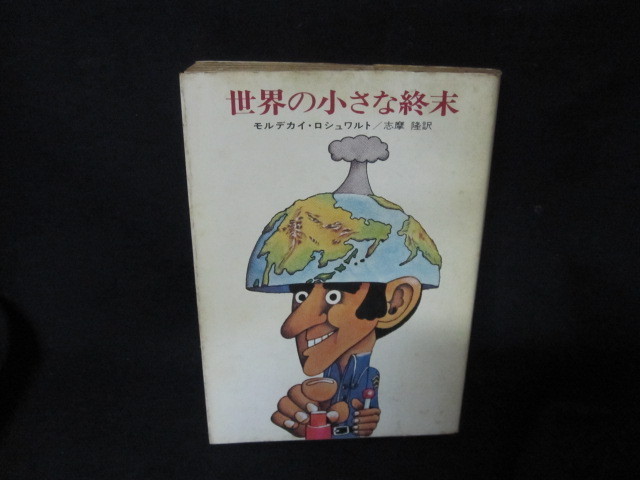 世界の小さな終末
モルデカイ・ロシュワルト／志摩 隆訳